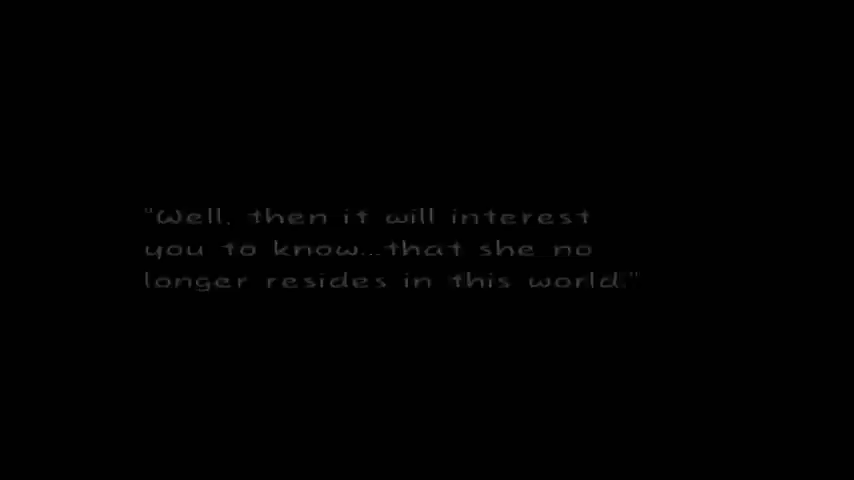 "Well, then it will interest
you to know...that she no
longer resides in this world."